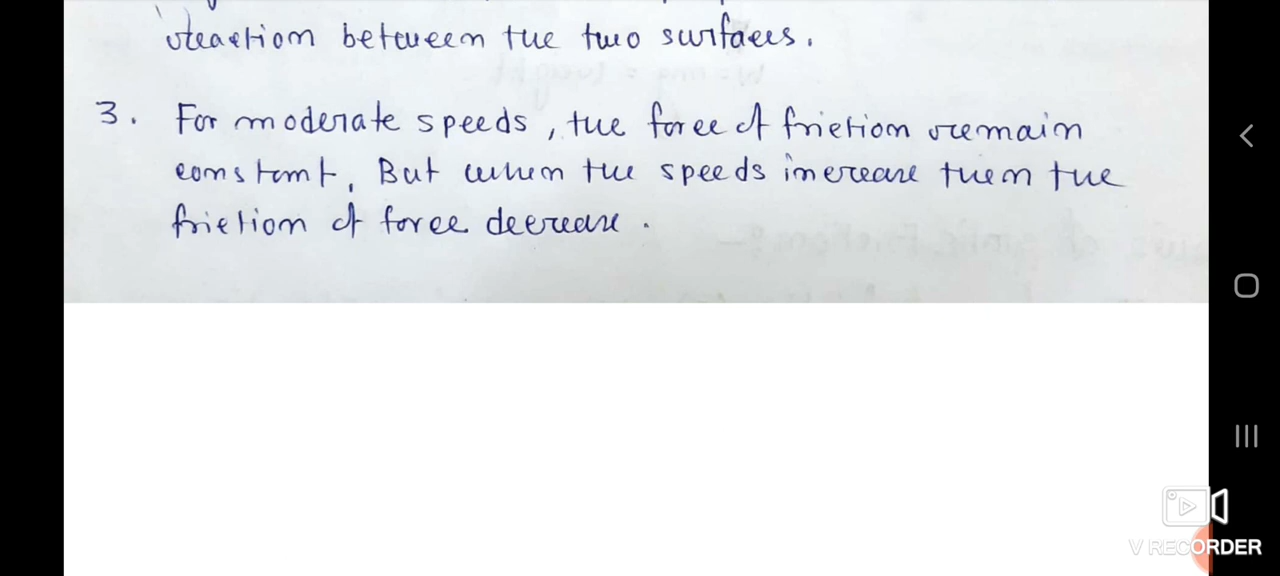 reaction between the two surfaces.
3. For moderate speeds, the force of friction remain
constant, But when the speeds increase then the
friction of force decrease.
V RECORDER